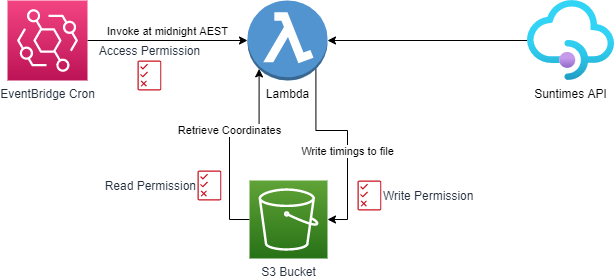 Invoke at midnight AEST
Access Permission
EventBridge Cron
Lambda
Suntimes API
Retrieve Coordinates
Write timings to file
Read Permission
Write Permission
S3 Bucket